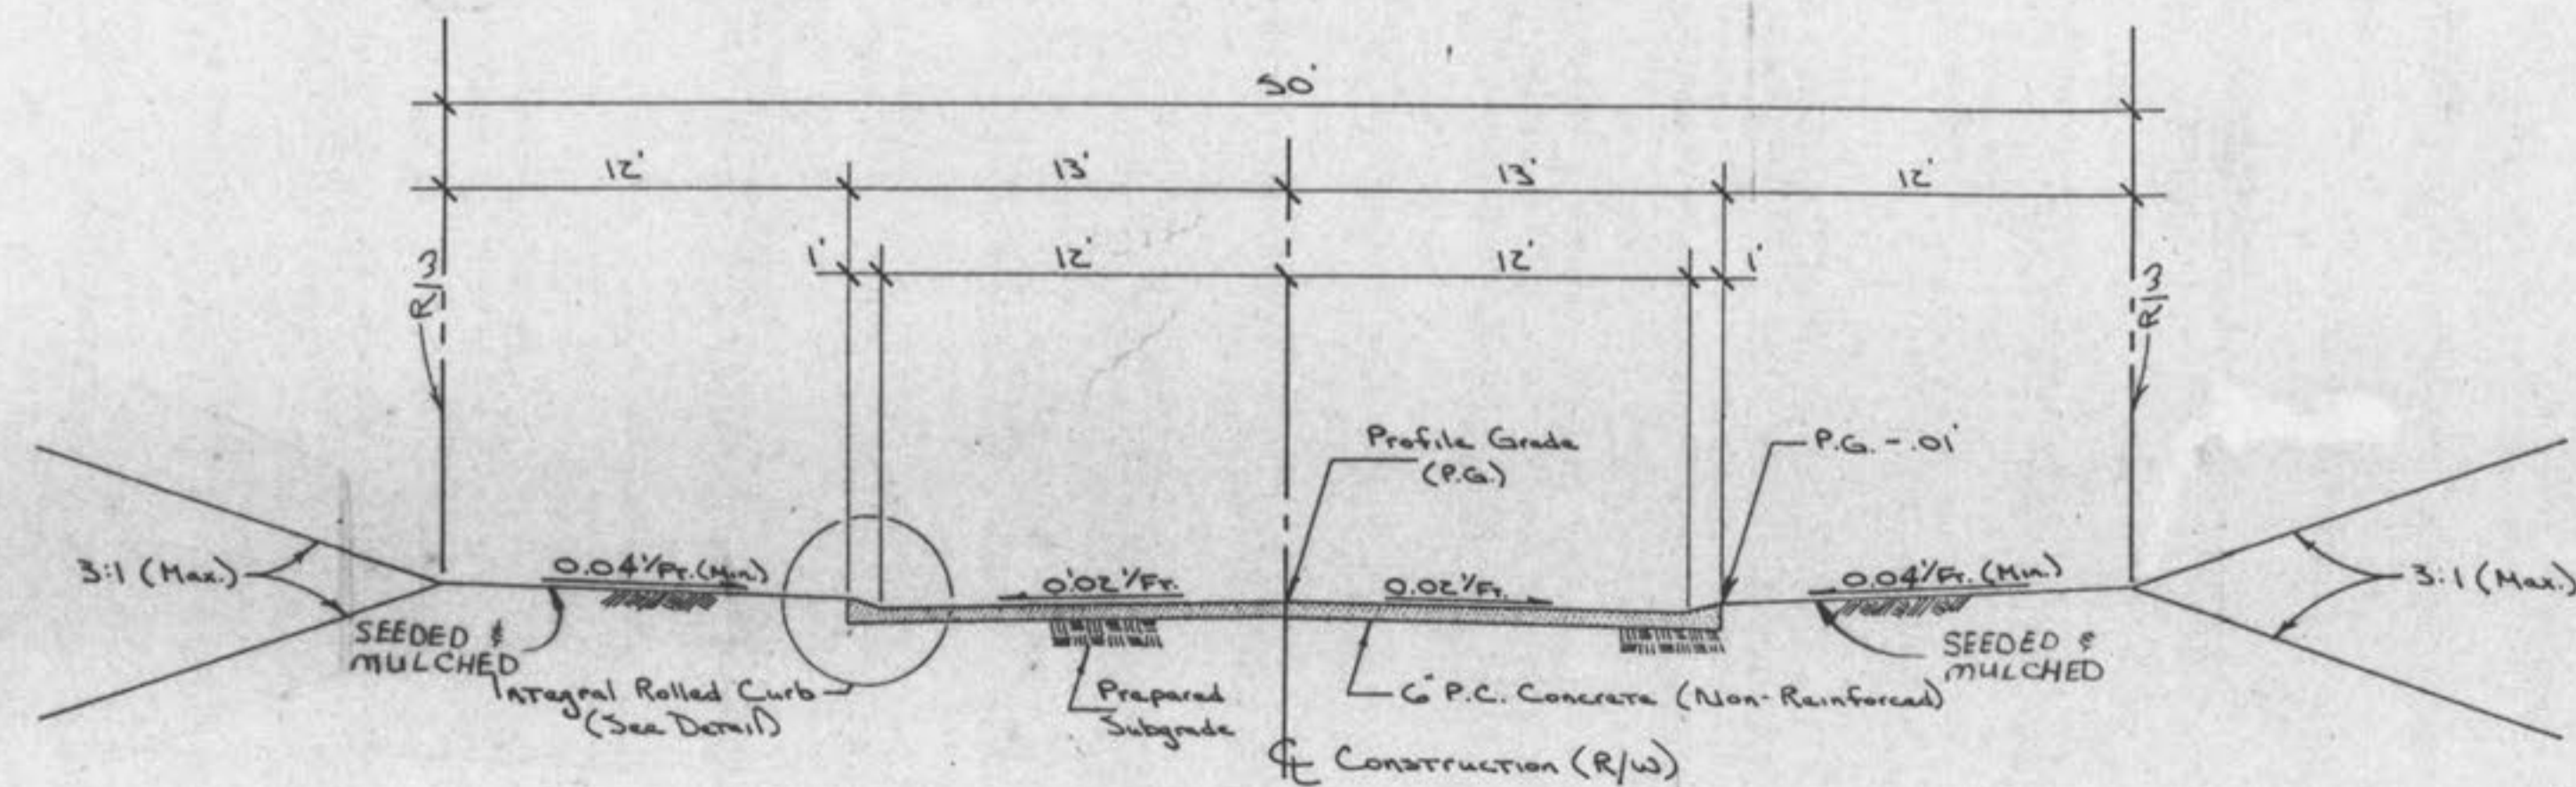 50'
12'
13'
13'
12'
1'
12'
12'
1'
R/W
R/W
Profile Grade
(P.G.)
P.G. - .01'
3:1 (Max.)
0.04'/Ft. (Min.)
0.02'/Ft.
0.02'/Ft.
0.04'/Ft. (Min.)
3:1 (Max.)
SEEDED &
MULCHED
SEEDED &
MULCHED
Integral Rolled Curb
(See Detail)
Prepared
Subgrade
6" P.C. Concrete (Non-Reinforced)
℄ Construction (R/W)